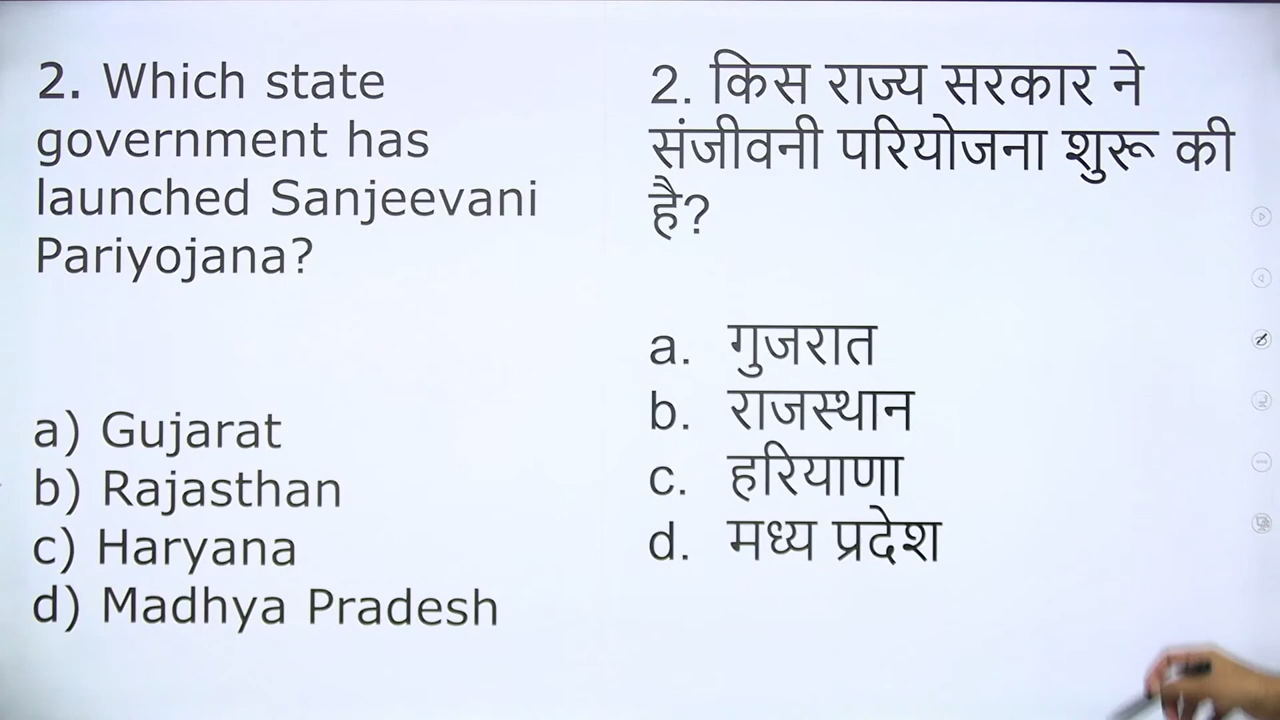 2. Which state
government has
launched Sanjeevani
Pariyojana?
a) Gujarat
b) Rajasthan
c) Haryana
d) Madhya Pradesh
2. किस राज्य सरकार ने
संजीवनी परियोजना शुरू की
है?
a. गुजरात
b. राजस्थान
c. हरियाणा
d. मध्य प्रदेश